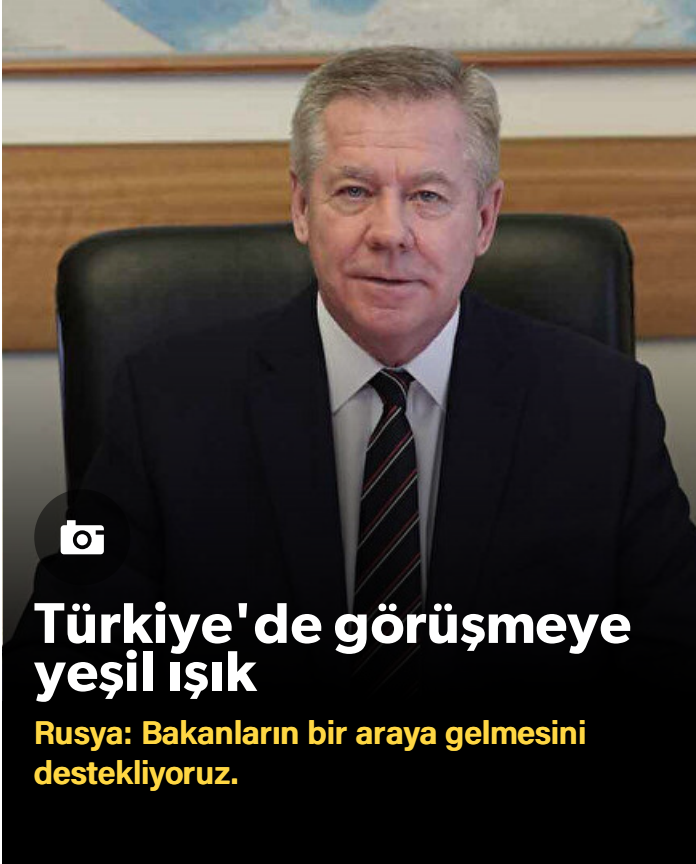 Türkiye'de görüşmeye
yeşil ışık
Rusya: Bakanların bir araya gelmesini
destekliyoruz.